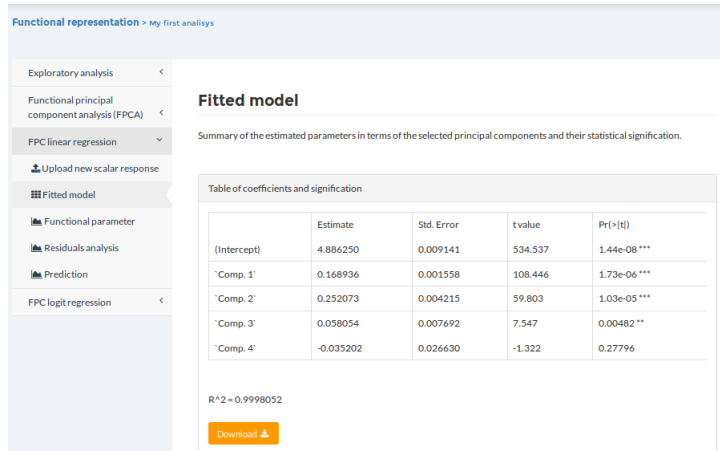 Functional representation > My first analisys
Exploratory analysis <
Functional principal
component analysis (FPCA) <
FPC linear regression
Upload new scalar response
Fitted model
Functional parameter
Residuals analysis
Prediction
FPC logit regression <
Fitted model
Summary of the estimated parameters in terms of the selected principal components and their statistical signification.
Table of coefficients and signification
Estimate Std. Error t value Pr(>|t|)
(Intercept) 4.886250 0.009141 534.537 1.44e-08 ***
`Comp. 1` 0.168936 0.001558 108.446 1.73e-06 ***
`Comp. 2` 0.252073 0.004215 59.803 1.03e-05 ***
`Comp. 3` 0.058054 0.007692 7.547 0.00482 **
`Comp. 4` -0.035202 0.026630 -1.322 0.27796
R^2 = 0.9998052
Download